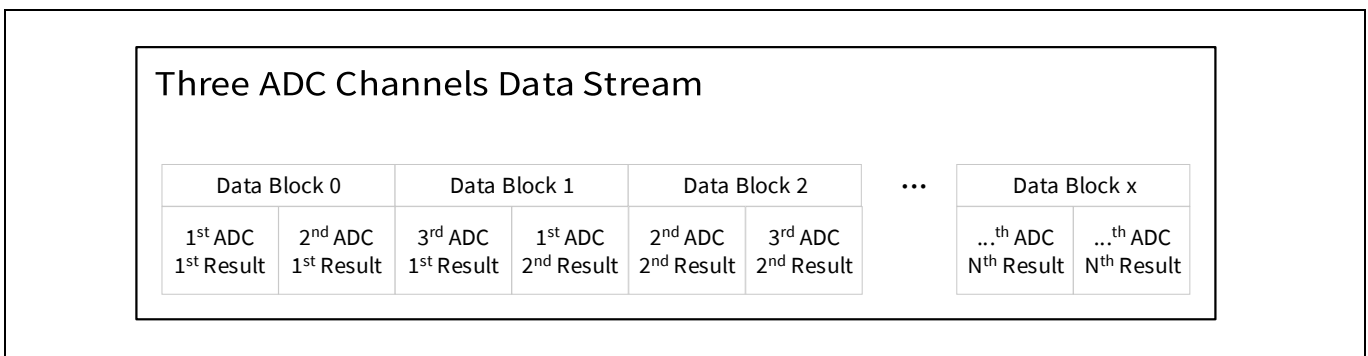 Three ADC Channels Data Stream
Data Block 0 Data Block 1 Data Block 2 ... Data Block x
1st ADC 2nd ADC 3rd ADC 1st ADC 2nd ADC 3rd ADC ...th ADC ...th ADC
1st Result 1st Result 1st Result 2nd Result 2nd Result 2nd Result Nth Result Nth Result